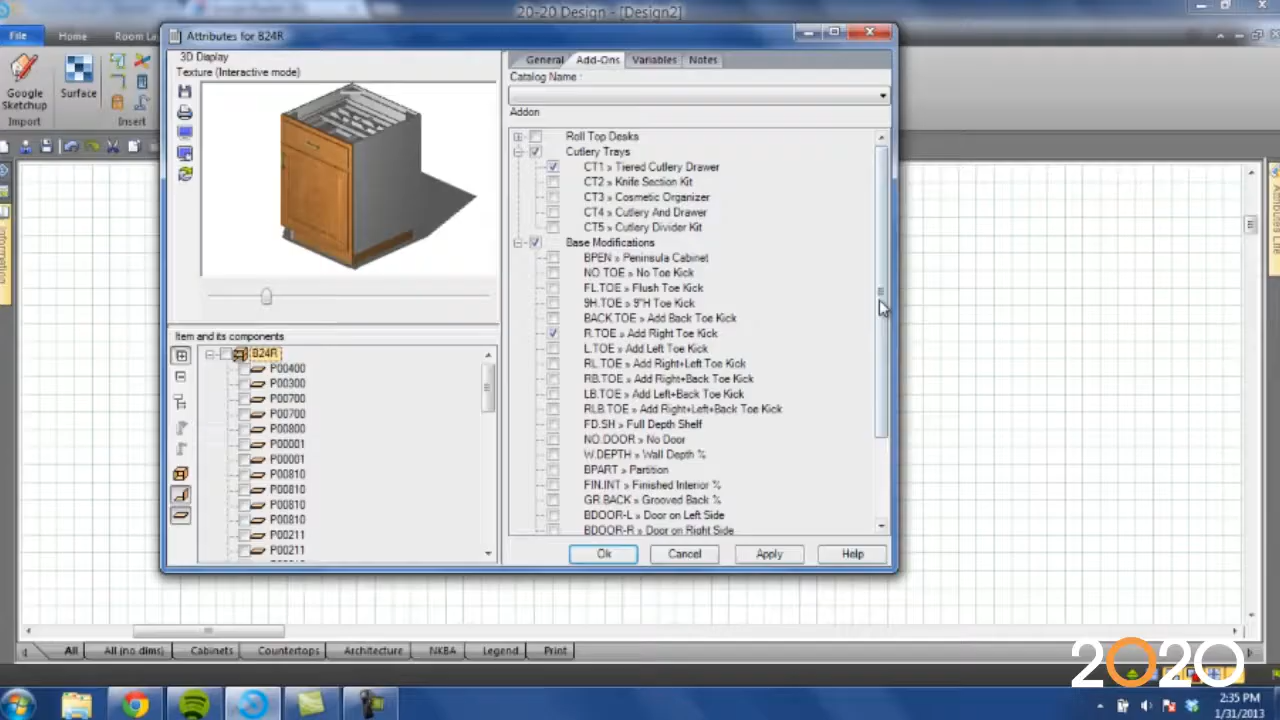 20-20 Design - [Design2]
File
Home
Room La
Google
Sketchup
Surface
Import
Insert
Attributes for B24R
3D Display
Texture (Interactive mode)
Item and its components
B24R
P00400
P00300
P00700
P00700
P00800
P00001
P00001
P00810
P00810
P00810
P00810
P00211
P00211
General
Add-Ons
Variables
Notes
Catalog Name :
Addon
Roll Top Desks
Cutlery Trays
CT1 » Tiered Cutlery Drawer
CT2 » Knife Section Kit
CT3 » Cosmetic Organizer
CT4 » Cutlery And Drawer
CT5 » Cutlery Divider Kit
Base Modifications
BPEN » Peninsula Cabinet
NO.TOE » No Toe Kick
FL.TOE » Flush Toe Kick
9H.TOE » 9"H Toe Kick
BACK.TOE » Add Back Toe Kick
R.TOE » Add Right Toe Kick
L.TOE » Add Left Toe Kick
RL.TOE » Add Right+Left Toe Kick
RB.TOE » Add Right+Back Toe Kick
LB.TOE » Add Left+Back Toe Kick
RLB.TOE » Add Right+Left+Back Toe Kick
FD.SH » Full Depth Shelf
NO.DOOR » No Door
W.DEPTH » Wall Depth %
BPART » Partition
FIN.INT » Finished Interior %
GR.BACK » Grooved Back %
BDOOR-L » Door on Left Side
BDOOR-R » Door on Right Side
Ok
Cancel
Apply
Help
All
All (no dims)
Cabinets
Countertops
Architecture
NKBA
Legend
Print
2020
2:35 PM
1/31/2013